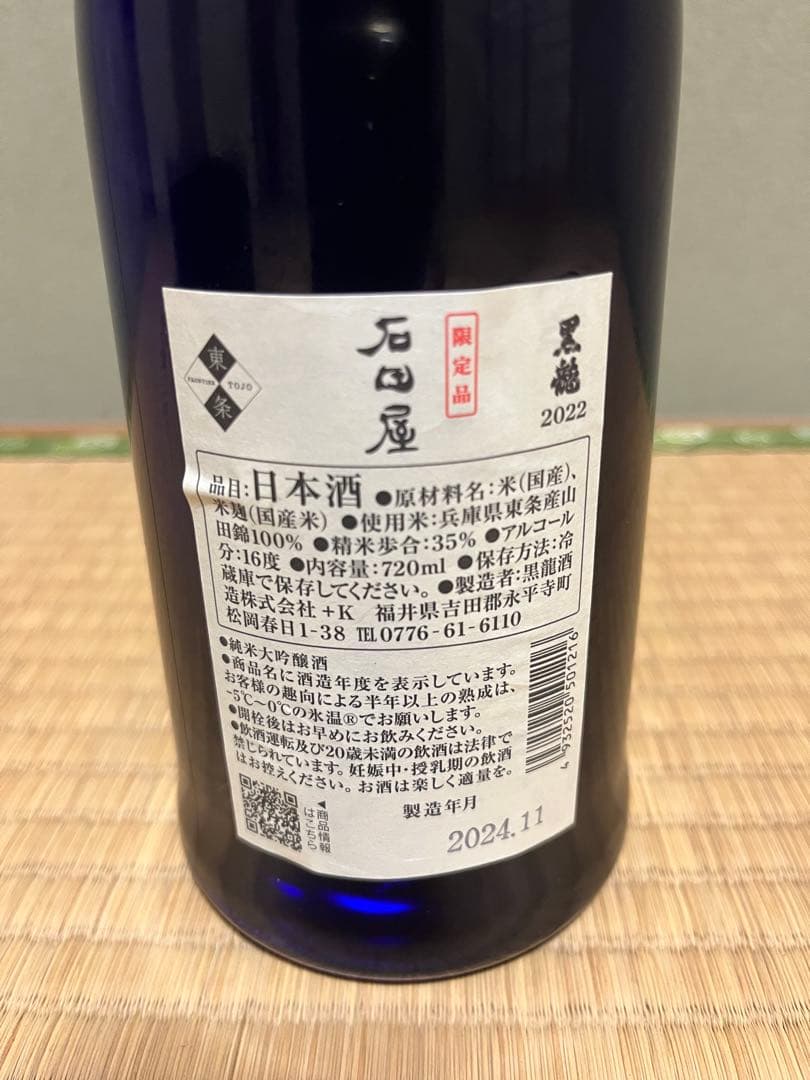 東
FRONTIER TOJO
条
石田屋
限定品
黒龍
2022
品目:日本酒 ●原材料名:米(国産)、
米麹(国産米) ●使用米:兵庫県東条産山
田錦100% ●精米歩合:35% ●アルコール
分:16度 ●内容量:720ml ●保存方法:冷
蔵庫で保存してください。●製造者:黒龍酒
造株式会社+K 福井県吉田郡永平寺町
松岡春日1-38 TEL0776-61-6110
●純米大吟醸酒
●商品名に酒造年度を表示しています。
お客様の趣向による半年以上の熟成は、
-5℃〜0℃の氷温®でお願いします。
●開栓後はお早めにお飲みください。
●飲酒運転及び20歳未満の飲酒は法律で
禁じられています。妊娠中・授乳期の飲酒
はお控えください。お酒は楽しく適量を。
4 932520 501216
◀商品情報
はこちら
製造年月
2024.11